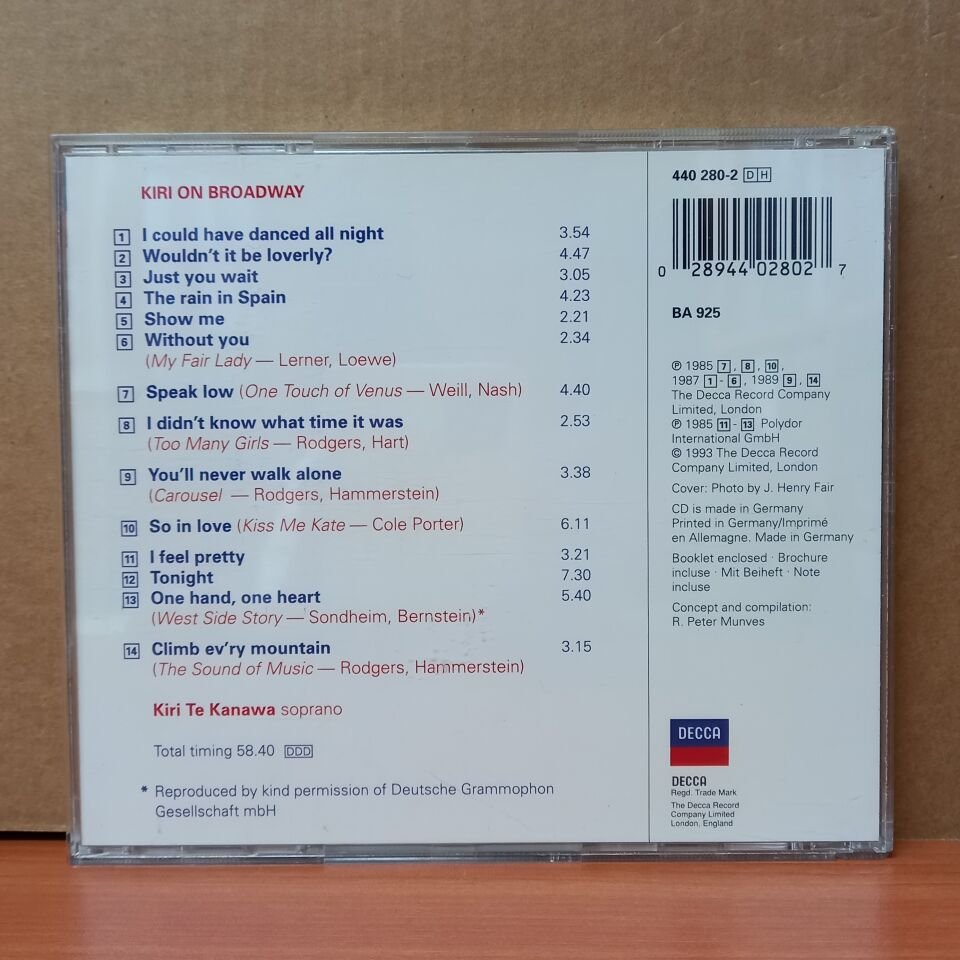 KIRI ON BROADWAY
1 I could have danced all night 3.54
2 Wouldn't it be loverly? 4.47
3 Just you wait 3.05
4 The rain in Spain 4.23
5 Show me 2.21
6 Without you 2.34
(My Fair Lady — Lerner, Loewe)
7 Speak low (One Touch of Venus — Weill, Nash) 4.40
8 I didn't know what time it was 2.53
(Too Many Girls — Rodgers, Hart)
9 You'll never walk alone 3.38
(Carousel — Rodgers, Hammerstein)
10 So in love (Kiss Me Kate — Cole Porter) 6.11
11 I feel pretty 3.21
12 Tonight 7.30
13 One hand, one heart 5.40
(West Side Story — Sondheim, Bernstein)*
14 Climb ev'ry mountain 3.15
(The Sound of Music — Rodgers, Hammerstein)
Kiri Te Kanawa soprano
Total timing 58.40 DDD
* Reproduced by kind permission of Deutsche Grammophon
Gesellschaft mbH
440 280-2 DH
0 28944 02802 7
BA 925
℗ 1985 7, 8, 10,
1987 1-6, 1989 9, 14
The Decca Record Company
Limited, London
℗ 1985 11-13 Polydor
International GmbH
© 1993 The Decca Record
Company Limited, London
Cover: Photo by J. Henry Fair
CD is made in Germany
Printed in Germany/Imprimé
en Allemagne. Made in Germany
Booklet enclosed · Brochure
incluse · Mit Beiheft · Note
incluse
Concept and compilation:
R. Peter Munves
DECCA
DECCA
Regd. Trade Mark
The Decca Record
Company Limited
London, England